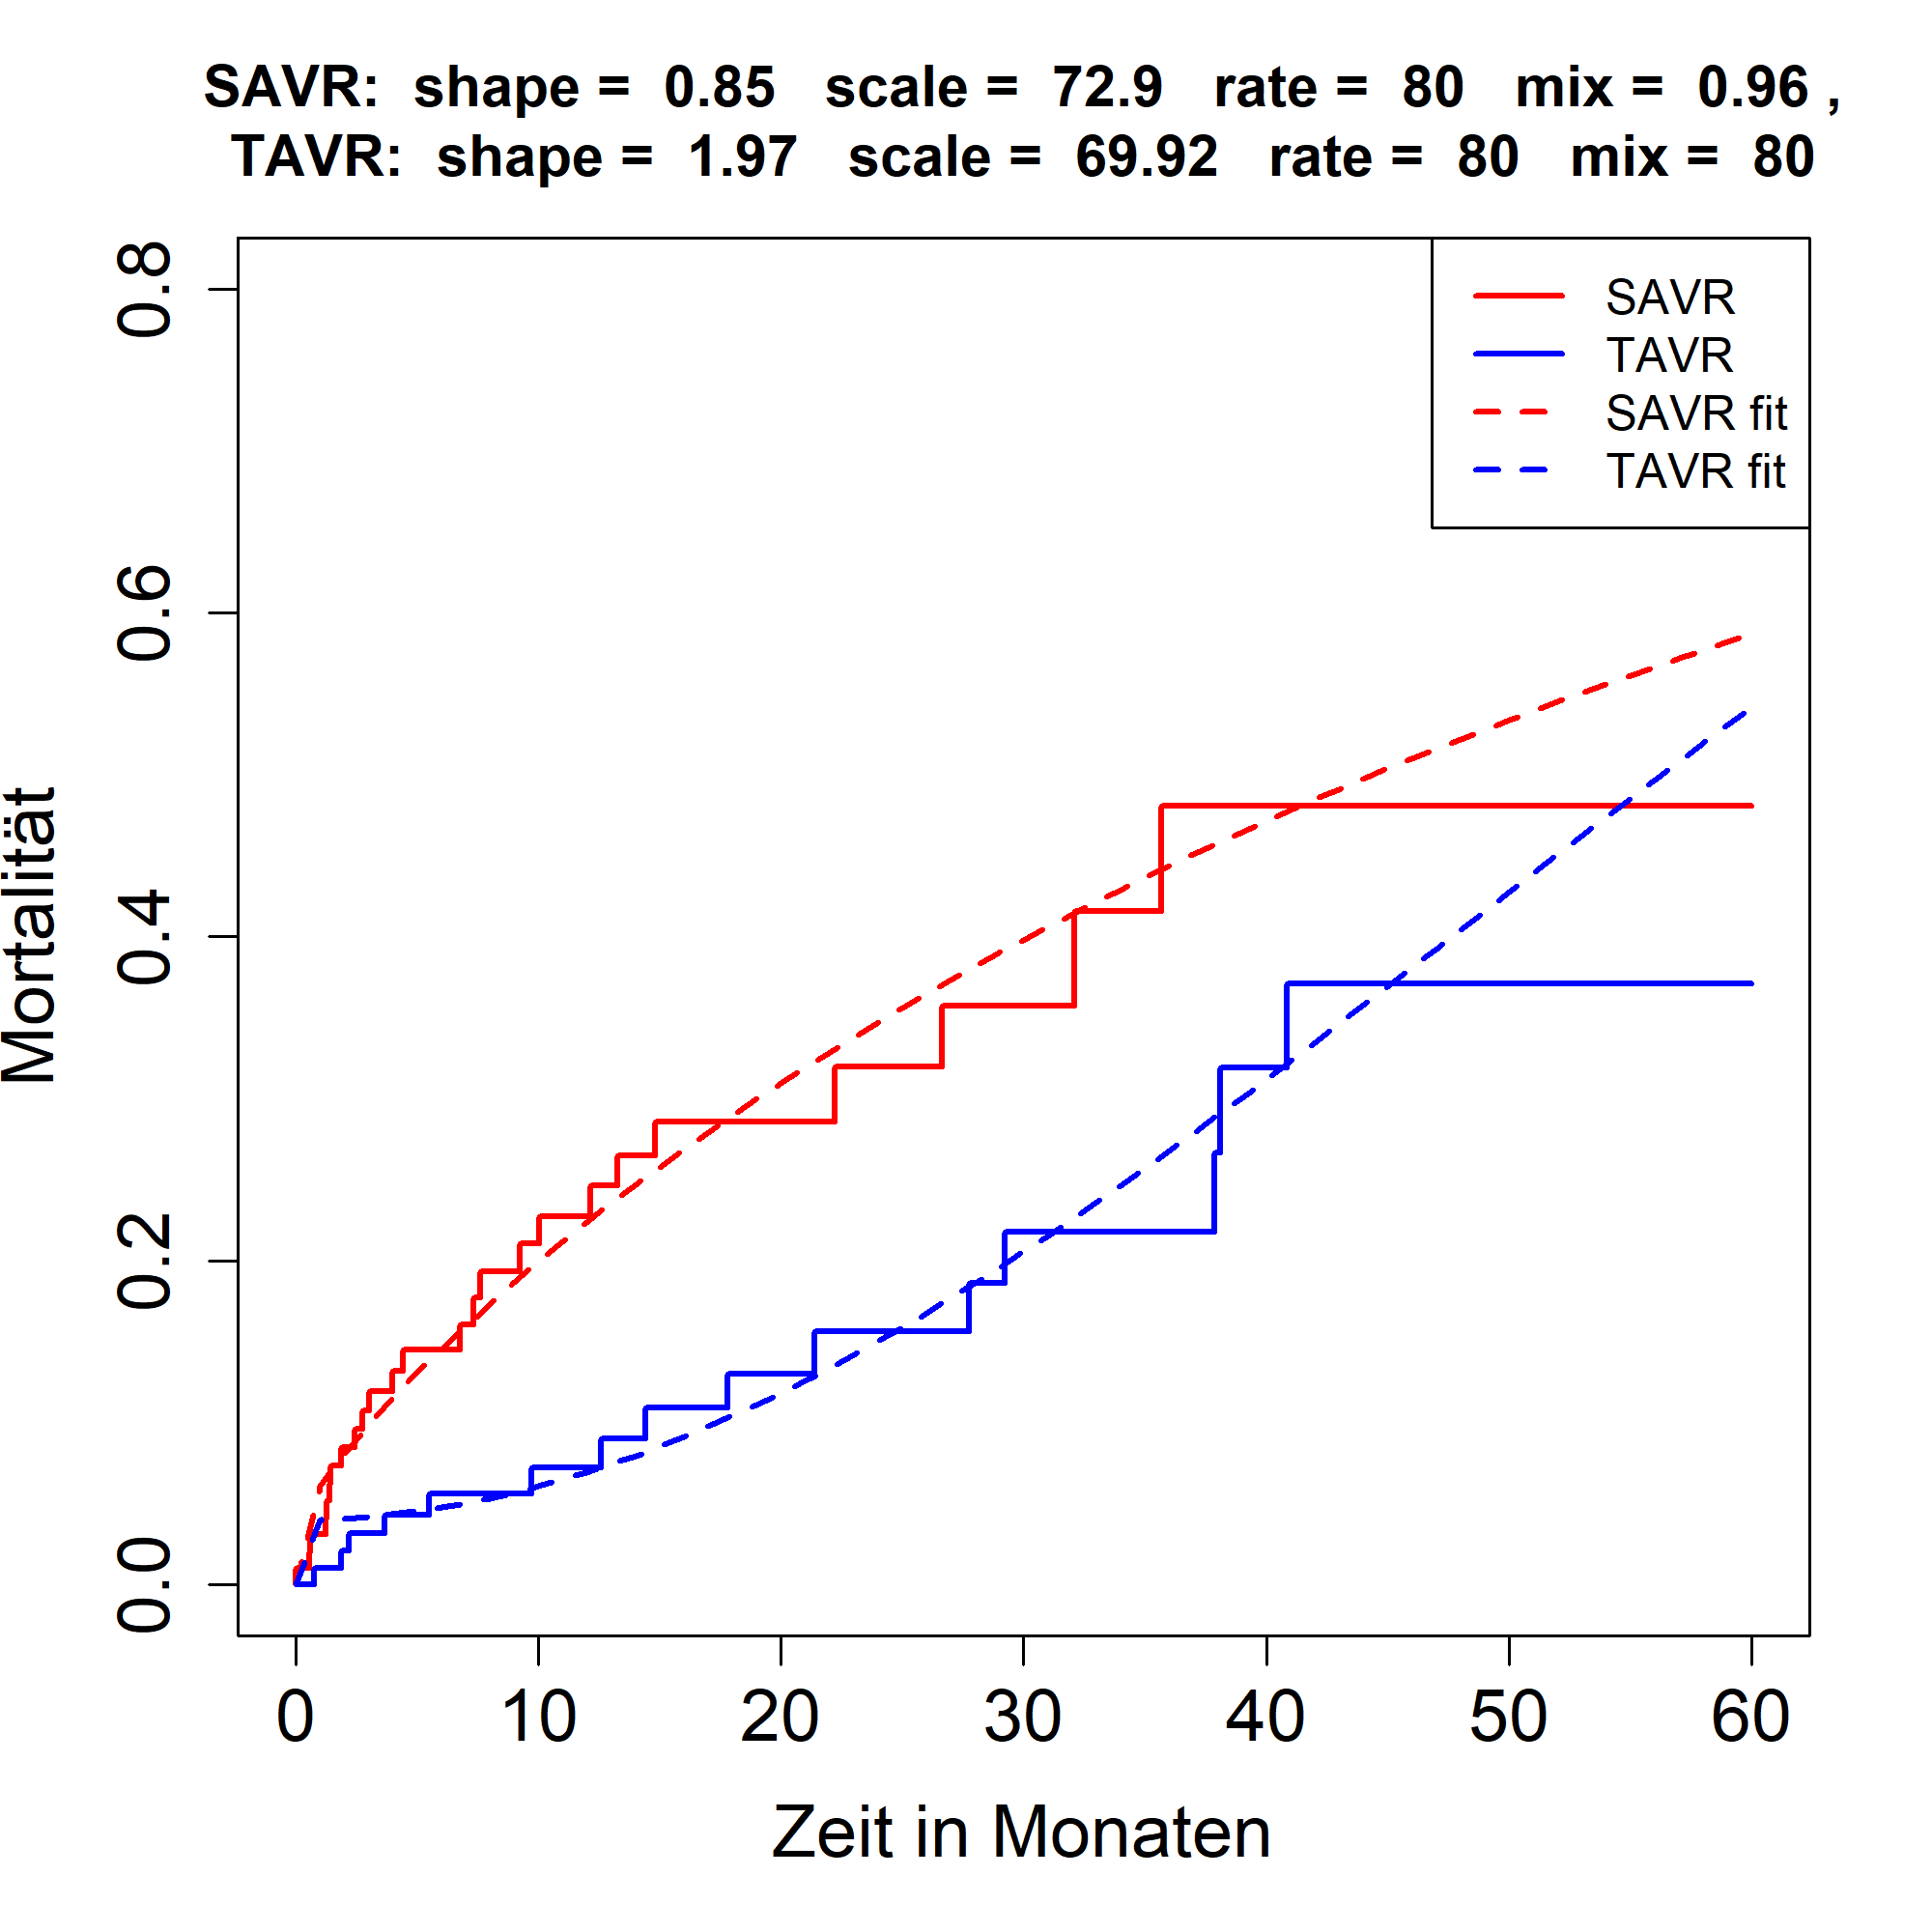 SAVR: shape = 0.85 scale = 72.9 rate = 80 mix = 0.96 ,
TAVR: shape = 1.97 scale = 69.92 rate = 80 mix = 80
SAVR
TAVR
SAVR fit
TAVR fit
Mortalität
0.8
0.6
0.4
0.2
0.0
0 10 20 30 40 50 60
Zeit in Monaten